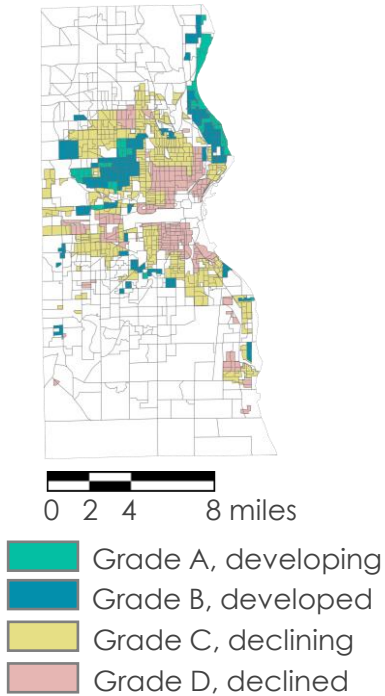 0 2 4 8 miles
Grade A, developing
Grade B, developed
Grade C, declining
Grade D, declined